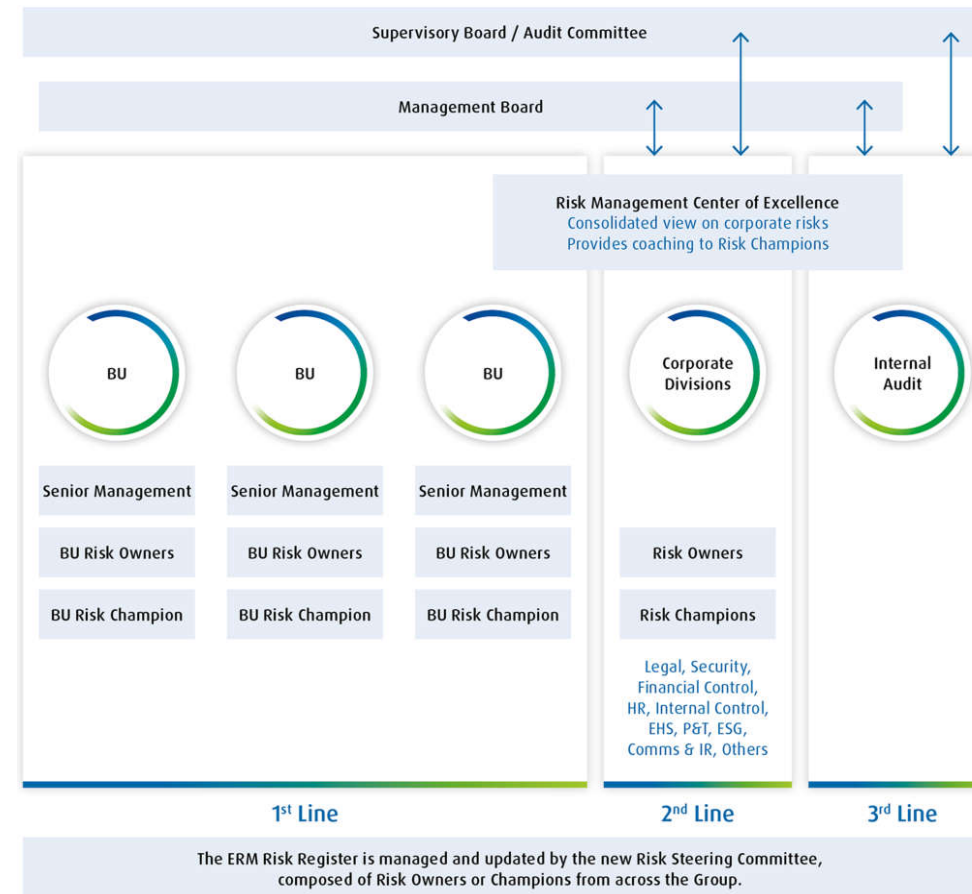 Supervisory Board / Audit Committee
Management Board
Risk Management Center of Excellence
Consolidated view on corporate risks
Provides coaching to Risk Champions
BU
BU
BU
Corporate
Divisions
Internal
Audit
Senior Management
Senior Management
Senior Management
BU Risk Owners
BU Risk Owners
BU Risk Owners
Risk Owners
BU Risk Champion
BU Risk Champion
BU Risk Champion
Risk Champions
Legal, Security,
Financial Control,
HR, Internal Control,
EHS, P&T, ESG,
Comms & IR, Others
1st Line
2nd Line
3rd Line
The ERM Risk Register is managed and updated by the new Risk Steering Committee,
composed of Risk Owners or Champions from across the Group.